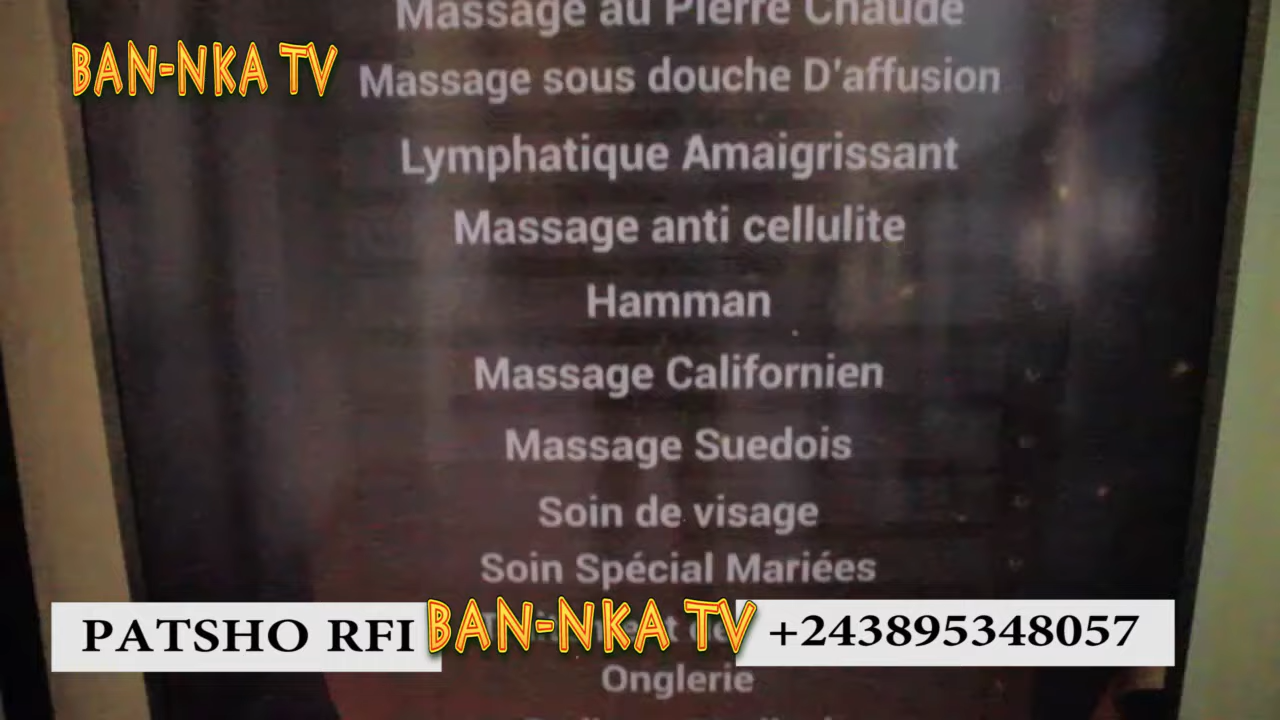 Massage au Pierre Chaude
BAN-NKA TV
Massage sous douche D'affusion
Lymphatique Amaigrissant
Massage anti cellulite
Hamman
Massage Californien
Massage Suedois
Soin de visage
Soin Spécial Mariées
PATSHO RFI
BAN-NKA TV
+243895348057
Onglerie